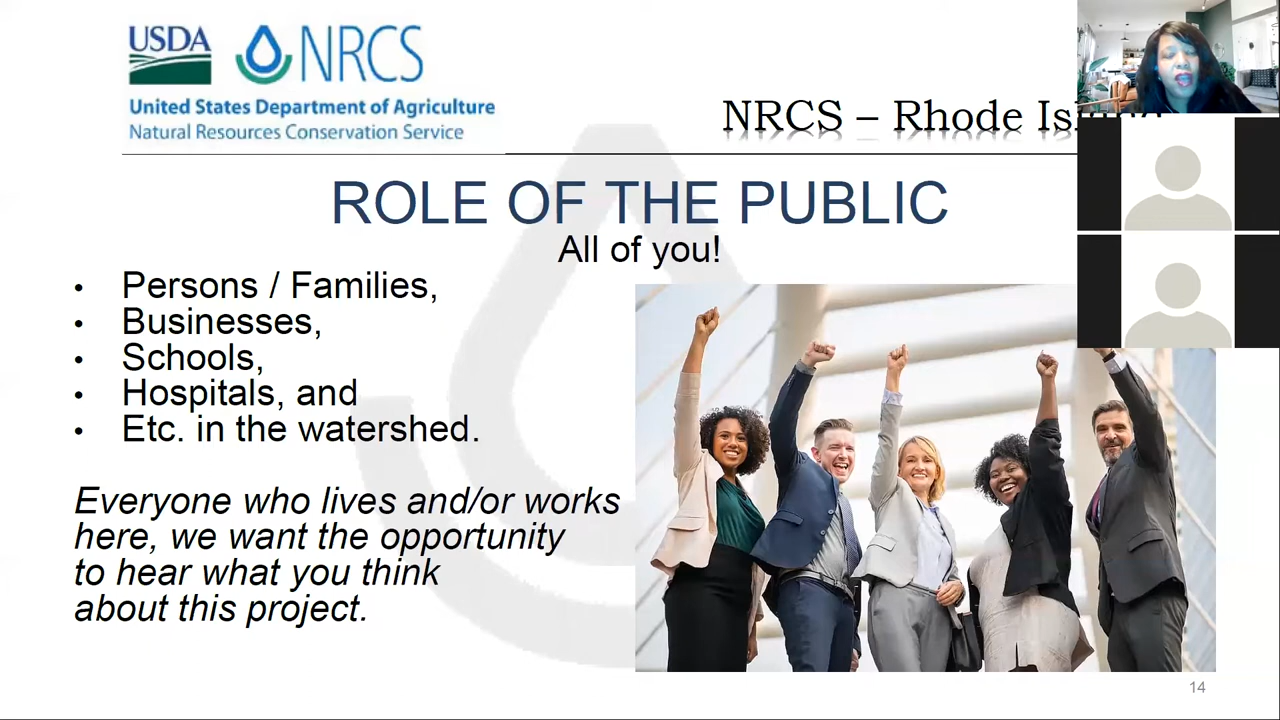 USDA NRCS
United States Department of Agriculture
Natural Resources Conservation Service
NRCS – Rhode Island
ROLE OF THE PUBLIC
All of you!
• Persons / Families,
• Businesses,
• Schools,
• Hospitals, and
• Etc. in the watershed.
Everyone who lives and/or works
here, we want the opportunity
to hear what you think
about this project.
14